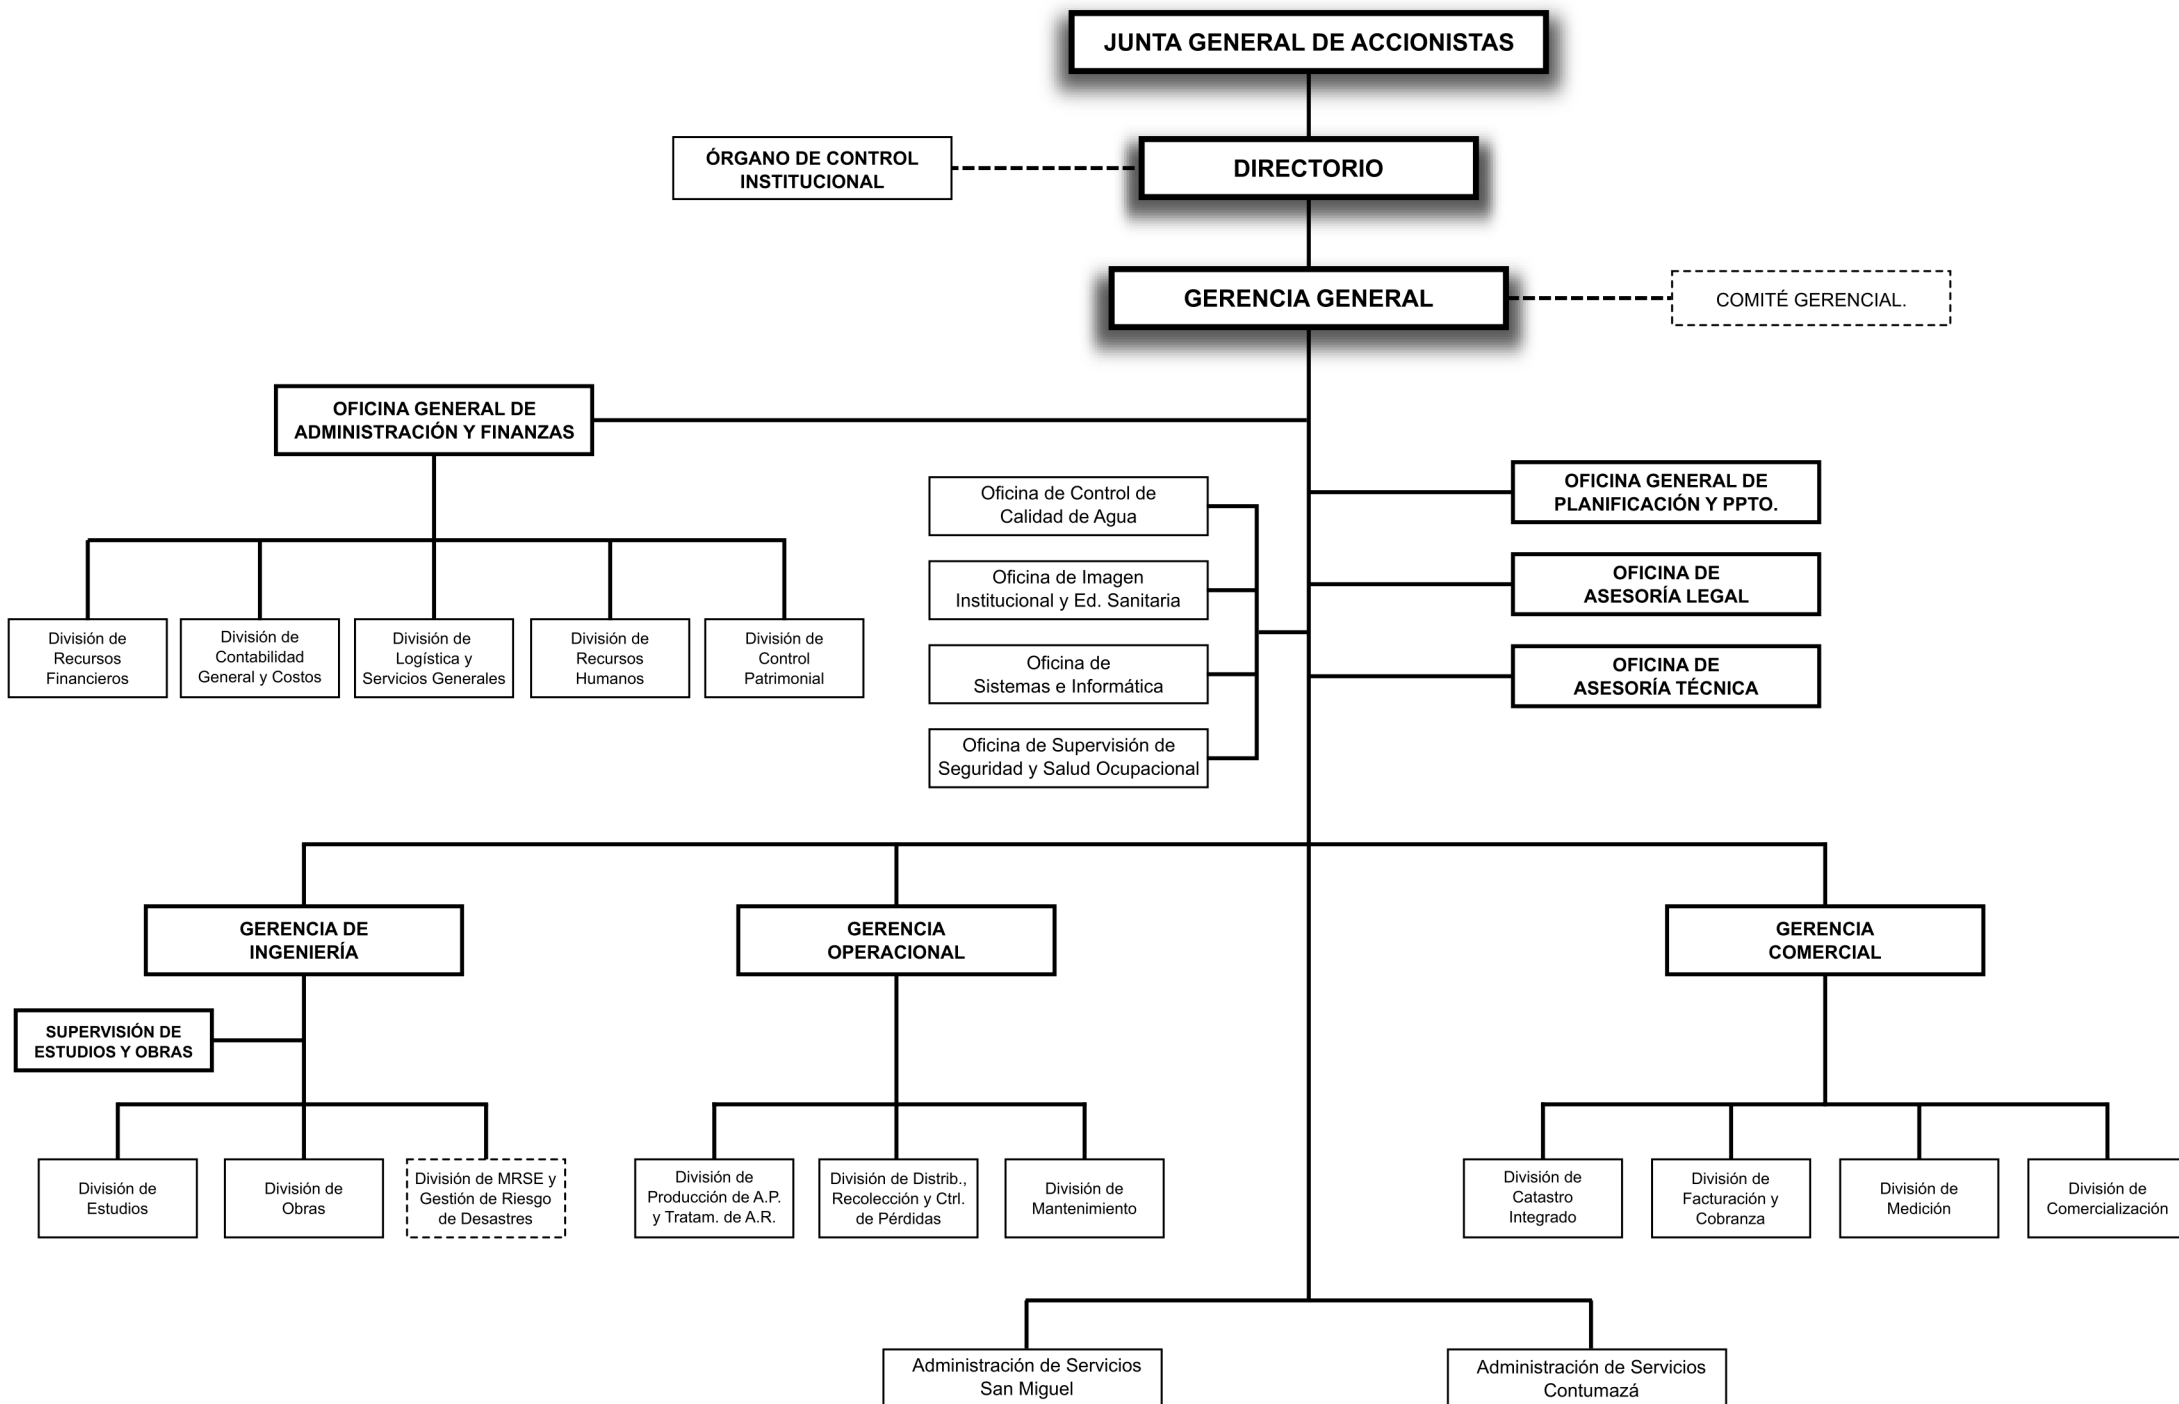 JUNTA GENERAL DE ACCIONISTAS
ÓRGANO DE CONTROL
INSTITUCIONAL
DIRECTORIO
GERENCIA GENERAL
COMITÉ GERENCIAL.
OFICINA GENERAL DE
ADMINISTRACIÓN Y FINANZAS
División de
Recursos
Financieros
División de
Contabilidad
General y Costos
División de
Logística y
Servicios Generales
División de
Recursos
Humanos
División de
Control
Patrimonial
Oficina de Control de
Calidad de Agua
Oficina de Imagen
Institucional y Ed. Sanitaria
Oficina de
Sistemas e Informática
Oficina de Supervisión de
Seguridad y Salud Ocupacional
OFICINA GENERAL DE
PLANIFICACIÓN Y PPTO.
OFICINA DE
ASESORÍA LEGAL
OFICINA DE
ASESORÍA TÉCNICA
GERENCIA DE
INGENIERÍA
SUPERVISIÓN DE
ESTUDIOS Y OBRAS
División de
Estudios
División de
Obras
División de MRSE y
Gestión de Riesgo
de Desastres
GERENCIA
OPERACIONAL
División de
Producción de A.P.
y Tratam. de A.R.
División de Distrib.,
Recolección y Ctrl.
de Pérdidas
División de
Mantenimiento
GERENCIA
COMERCIAL
División de
Catastro
Integrado
División de
Facturación y
Cobranza
División de
Medición
División de
Comercialización
Administración de Servicios
San Miguel
Administración de Servicios
Contumazá